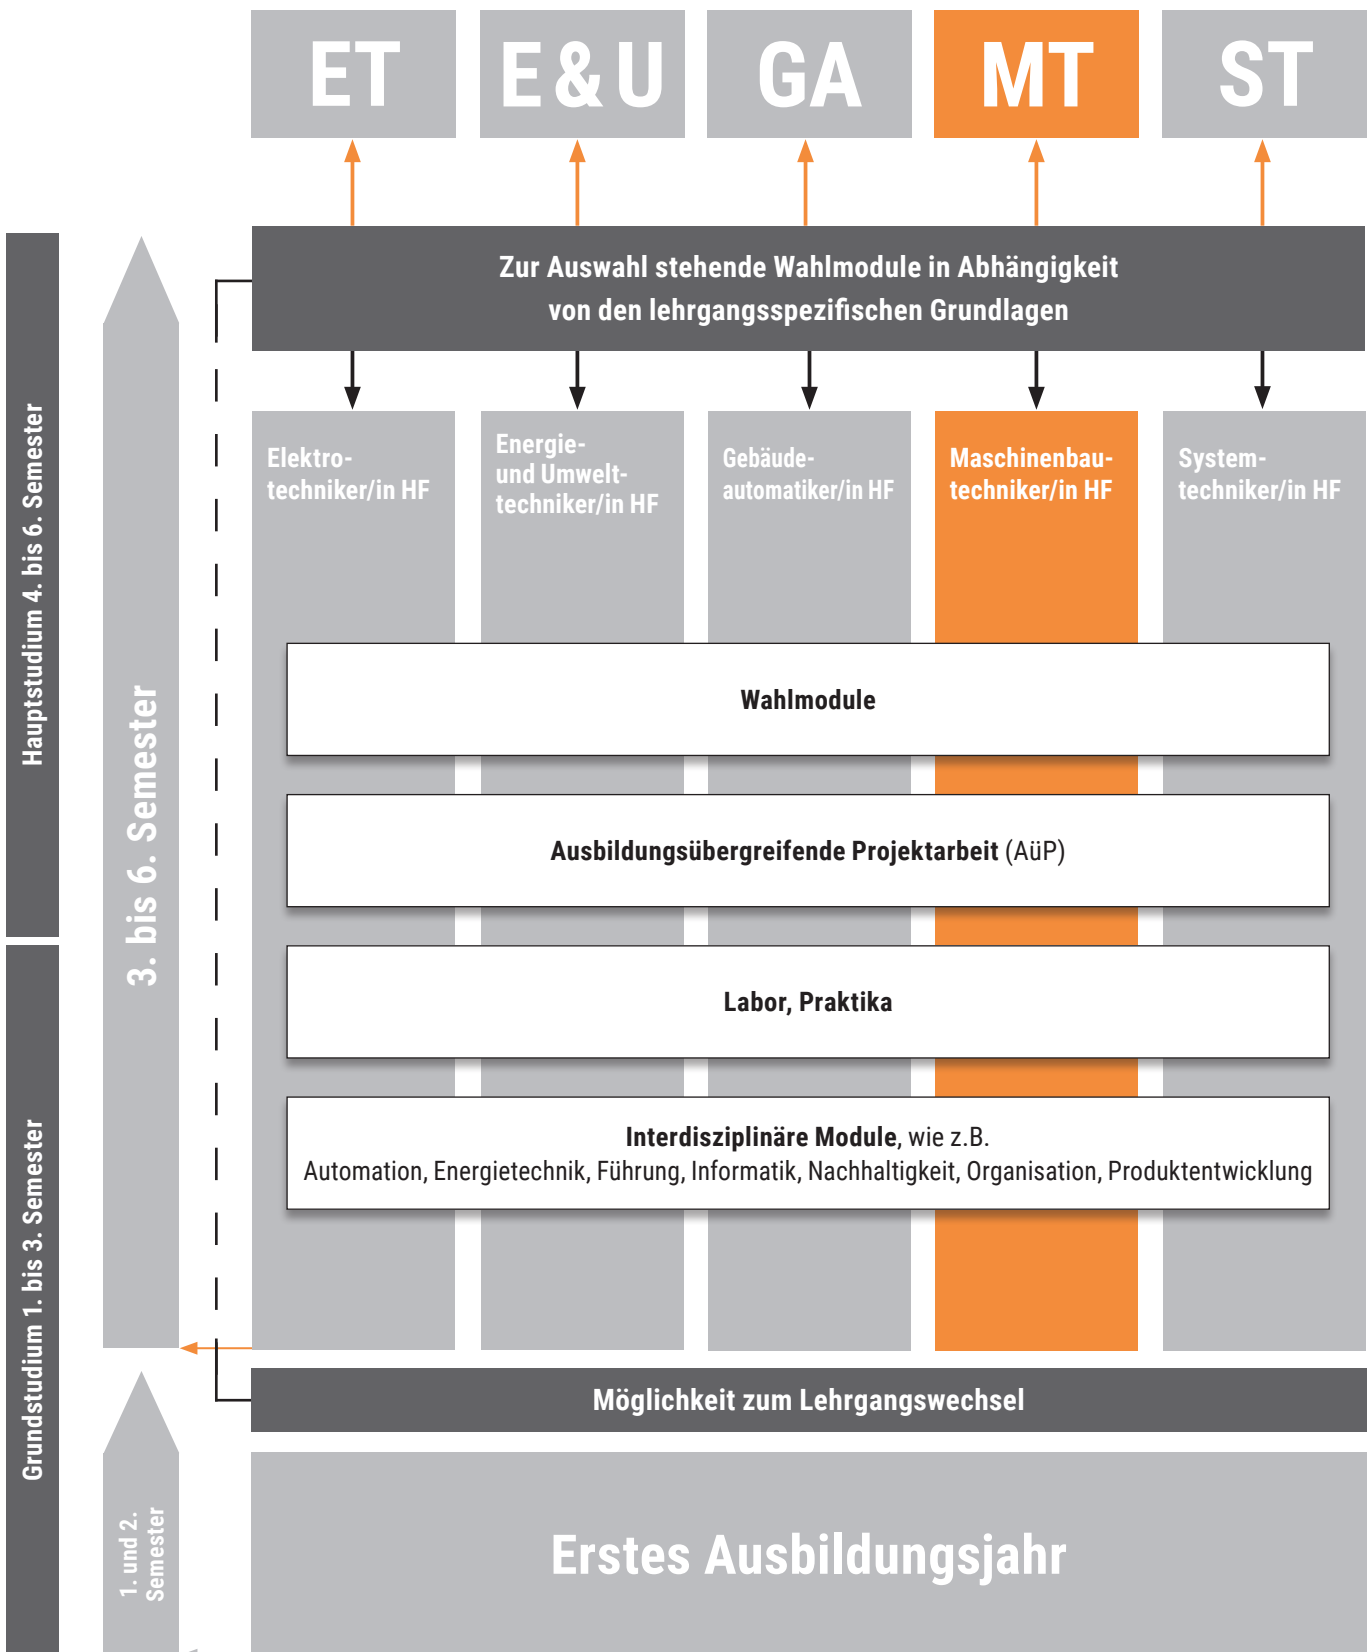 ET
E & U
GA
MT
ST
Zur Auswahl stehende Wahlmodule in Abhängigkeit
von den lehrgangsspezifischen Grundlagen
Elektro-
techniker/in HF
Energie-
und Umwelt-
techniker/in HF
Gebäude-
automatiker/in HF
Maschinenbau-
techniker/in HF
System-
techniker/in HF
Hauptstudium 4. bis 6. Semester
3. bis 6. Semester
Wahlmodule
Ausbildungsübergreifende Projektarbeit (AüP)
Labor, Praktika
Interdisziplinäre Module, wie z.B.
Automation, Energietechnik, Führung, Informatik, Nachhaltigkeit, Organisation, Produktentwicklung
Grundstudium 1. bis 3. Semester
Möglichkeit zum Lehrgangswechsel
1. und 2.
Semester
Erstes Ausbildungsjahr